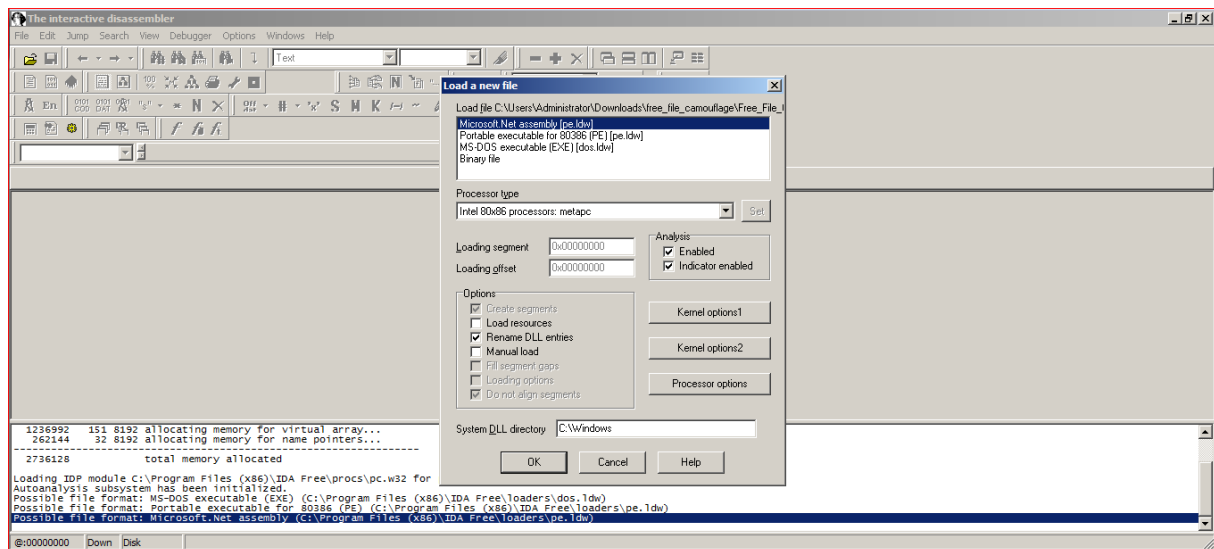 The interactive disassembler
File Edit Jump Search View Debugger Options Windows Help
Text
En
Load a new file
Load file C:\Users\Administrator\Downloads\free_file_camouflage\Free_File_
Microsoft.Net assembly [pe.ldw]
Portable executable for 80386 (PE) [pe.ldw]
MS-DOS executable (EXE) [dos.ldw]
Binary file
Processor type
Intel 80x86 processors: metapc
Set
Loading segment 0x00000000
Loading offset 0x00000000
Analysis
Enabled
Indicator enabled
Options
Create segments
Load resources
Rename DLL entries
Manual load
Fill segment gaps
Loading options
Do not align segments
Kernel options1
Kernel options2
Processor options
System DLL directory C:\Windows
OK Cancel Help
1236992 151 8192 allocating memory for virtual array...
262144 32 8192 allocating memory for name pointers...
-----------------------------------------------------------------
2736128 total memory allocated
Loading IDP module C:\Program Files (x86)\IDA Free\procs\pc.w32 for
Autoanalysis subsystem has been initialized.
Possible file format: MS-DOS executable (EXE) (C:\Program Files (x86)\IDA Free\loaders\dos.ldw)
Possible file format: Portable executable for 80386 (PE) (C:\Program Files (x86)\IDA Free\loaders\pe.ldw)
Possible file format: Microsoft.Net assembly (C:\Program Files (x86)\IDA Free\loaders\pe.ldw)
@:00000000 Down Disk